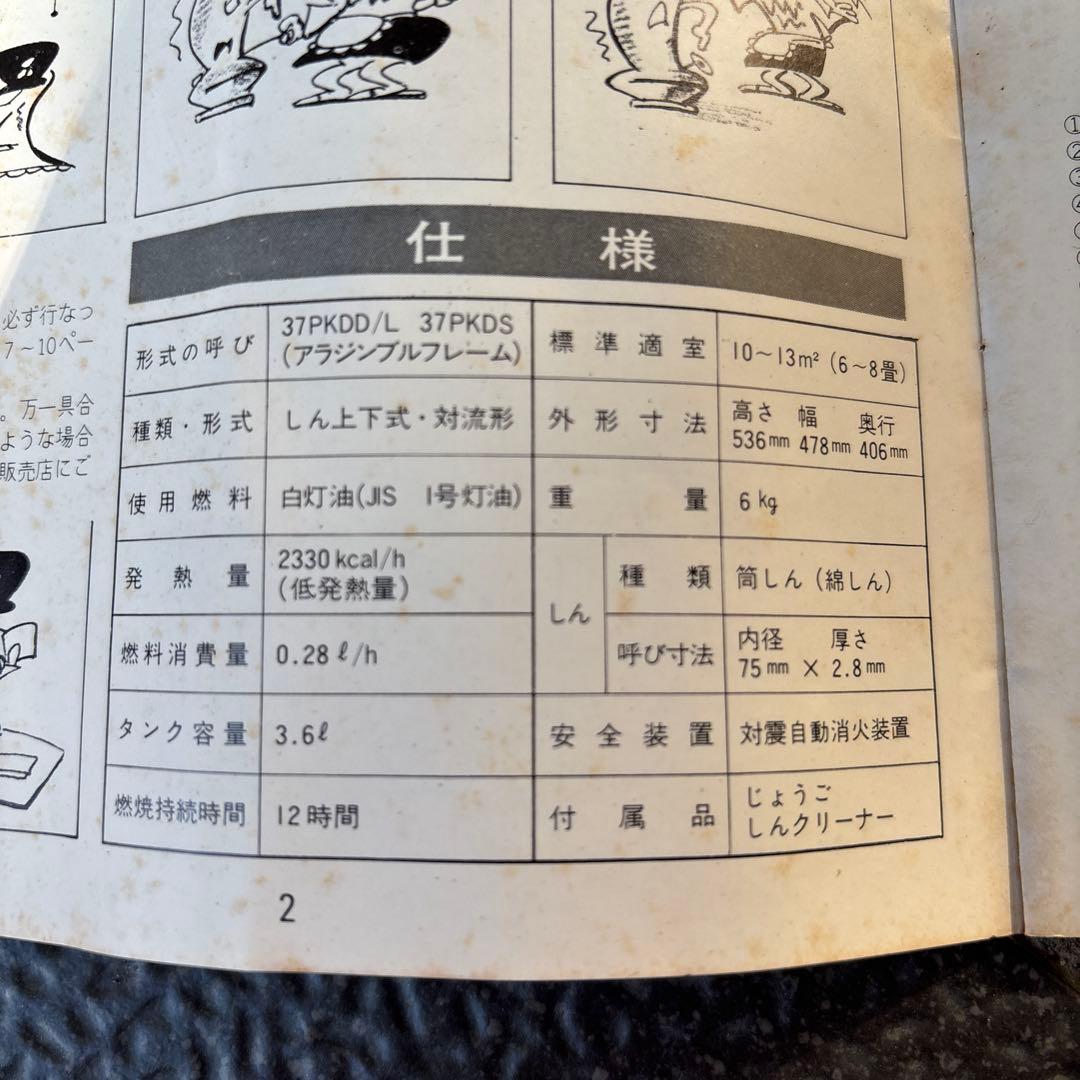 必ず行なっ
7～10ペー
。万一具合
ような場合
販売店にご
仕様
形式の呼び 37PKDD/L 37PKDS
(アラジンブルフレーム)
標準適室 10～13m²(6～8畳)
種類・形式 しん上下式・対流形
外形寸法 高さ 幅 奥行
536mm 478mm 406mm
使用燃料 白灯油(JIS 1号灯油)
重量 6kg
発熱量 2330kcal/h
(低発熱量)
しん 種類 筒しん(綿しん)
燃料消費量 0.28ℓ/h
呼び寸法 内径 厚さ
75mm × 2.8mm
タンク容量 3.6ℓ
安全装置 対震自動消火装置
燃焼持続時間 12時間
付属品 じょうご
しんクリーナー
2
①
②
③
④